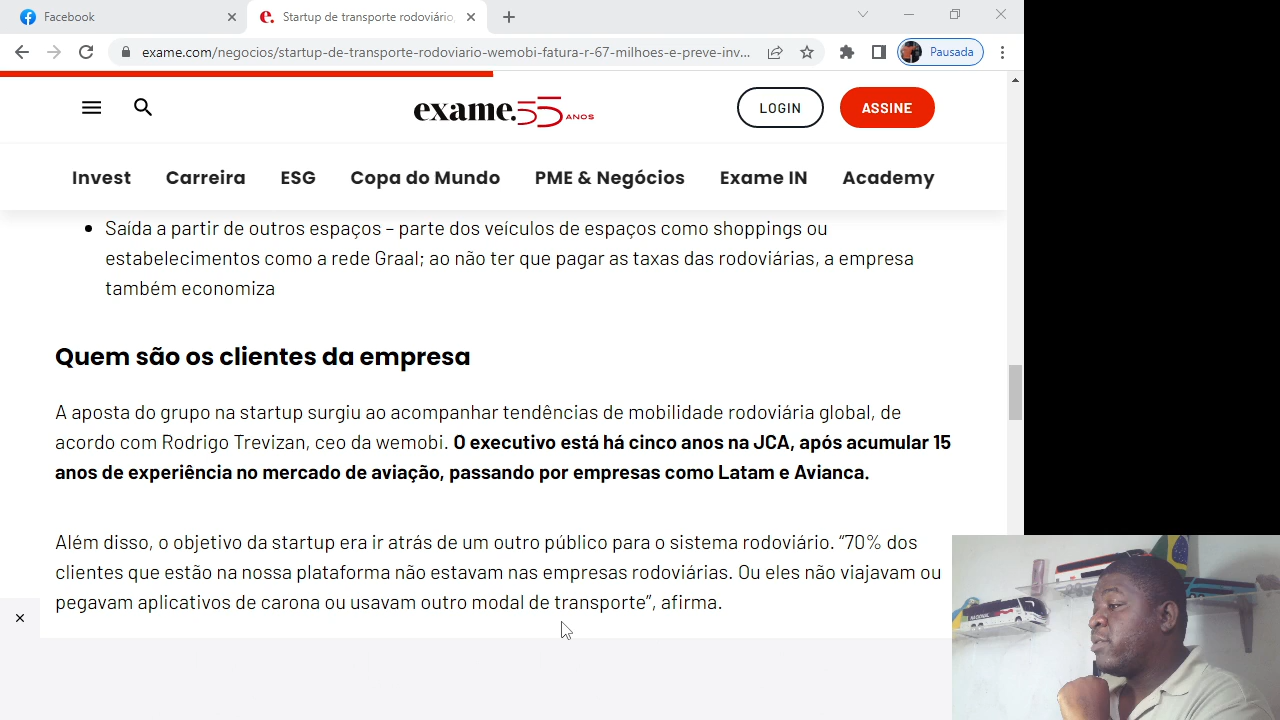 Facebook
Startup de transporte rodoviário,
exame.com/negocios/startup-de-transporte-rodoviario-wemobi-fatura-r-67-milhoes-e-preve-inv...
Pausada
exame.55 ANOS
LOGIN
ASSINE
Invest Carreira ESG Copa do Mundo PME & Negócios Exame IN Academy
Saída a partir de outros espaços – parte dos veículos de espaços como shoppings ou
estabelecimentos como a rede Graal; ao não ter que pagar as taxas das rodoviárias, a empresa
também economiza
Quem são os clientes da empresa
A aposta do grupo na startup surgiu ao acompanhar tendências de mobilidade rodoviária global, de
acordo com Rodrigo Trevizan, ceo da wemobi. O executivo está há cinco anos na JCA, após acumular 15
anos de experiência no mercado de aviação, passando por empresas como Latam e Avianca.
Além disso, o objetivo da startup era ir atrás de um outro público para o sistema rodoviário. “70% dos
clientes que estão na nossa plataforma não estavam nas empresas rodoviárias. Ou eles não viajavam ou
pegavam aplicativos de carona ou usavam outro modal de transporte”, afirma.